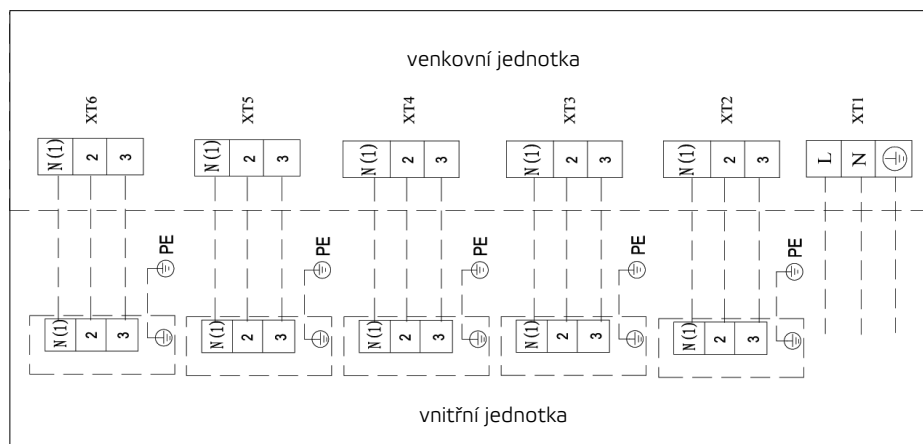 venkovní jednotka
XT6 XT5 XT4 XT3 XT2 XT1
N (1) 2 3 N (1) 2 3 N (1) 2 3 N (1) 2 3 N (1) 2 3 L N
PE PE PE PE PE
N (1) 2 3 N (1) 2 3 N (1) 2 3 N (1) 2 3 N (1) 2 3
vnitřní jednotka